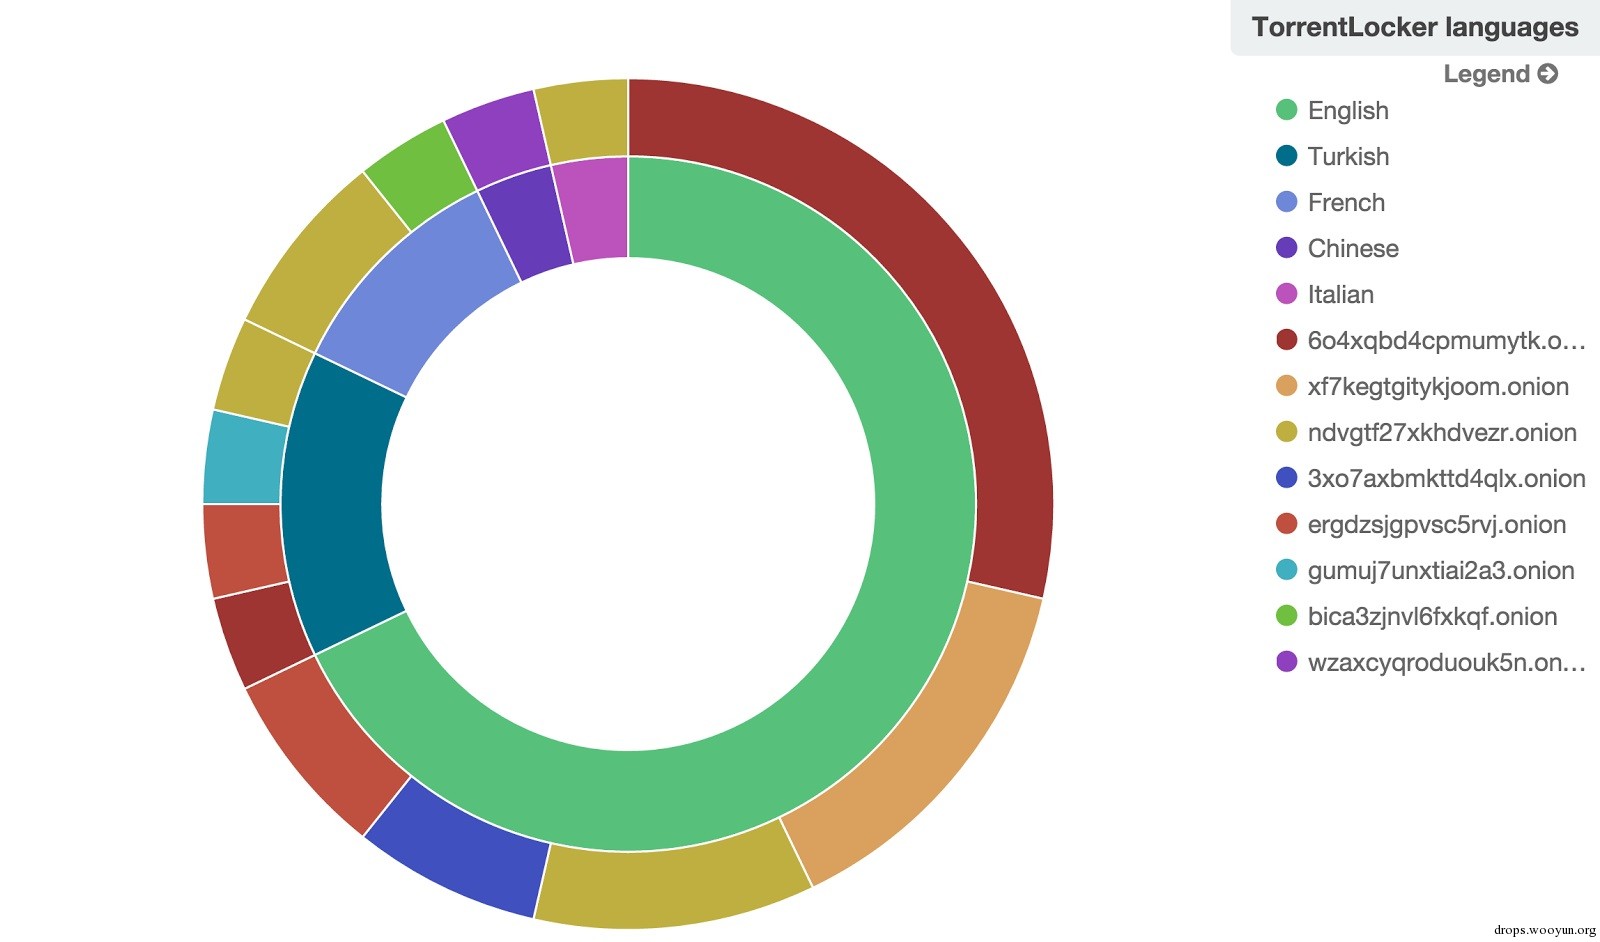 TorrentLocker languages
Legend
English
Turkish
French
Chinese
Italian
6o4xqbd4cpmumytk.o...
xf7kegtgitykjoom.onion
ndvgtf27xkhdvezr.onion
3xo7axbmkttd4qlx.onion
ergdzsjgpvsc5rvj.onion
gumuj7unxtiai2a3.onion
bica3zjnvl6fxkqf.onion
wzaxcyqroduouk5n.on...
drops.wooyun.org